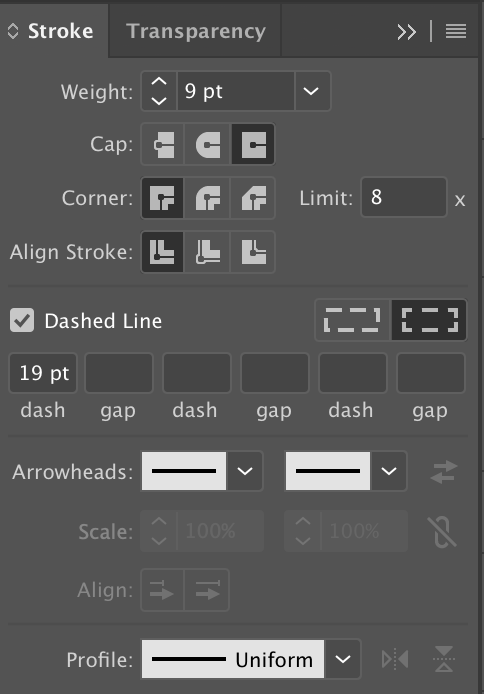 Stroke Transparency
Weight: 9 pt
Cap:
Corner: Limit: 8 x
Align Stroke:
Dashed Line
19 pt
dash gap dash gap dash gap
Arrowheads:
Scale: 100% 100%
Align:
Profile: Uniform